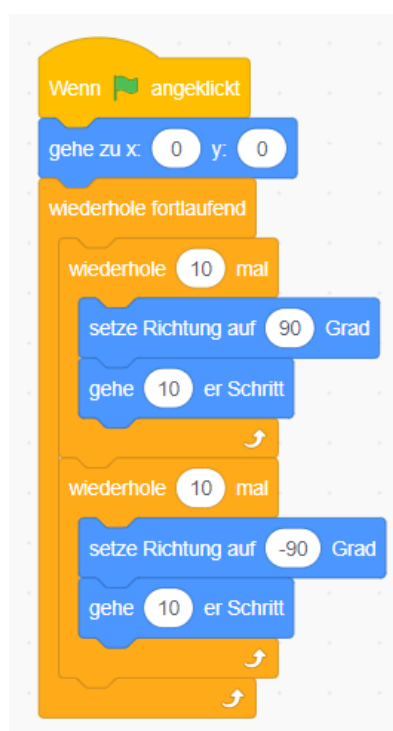 Wenn angeklickt
gehe zu x: 0 y: 0
wiederhole fortlaufend
wiederhole 10 mal
setze Richtung auf 90 Grad
gehe 10 er Schritt
wiederhole 10 mal
setze Richtung auf -90 Grad
gehe 10 er Schritt